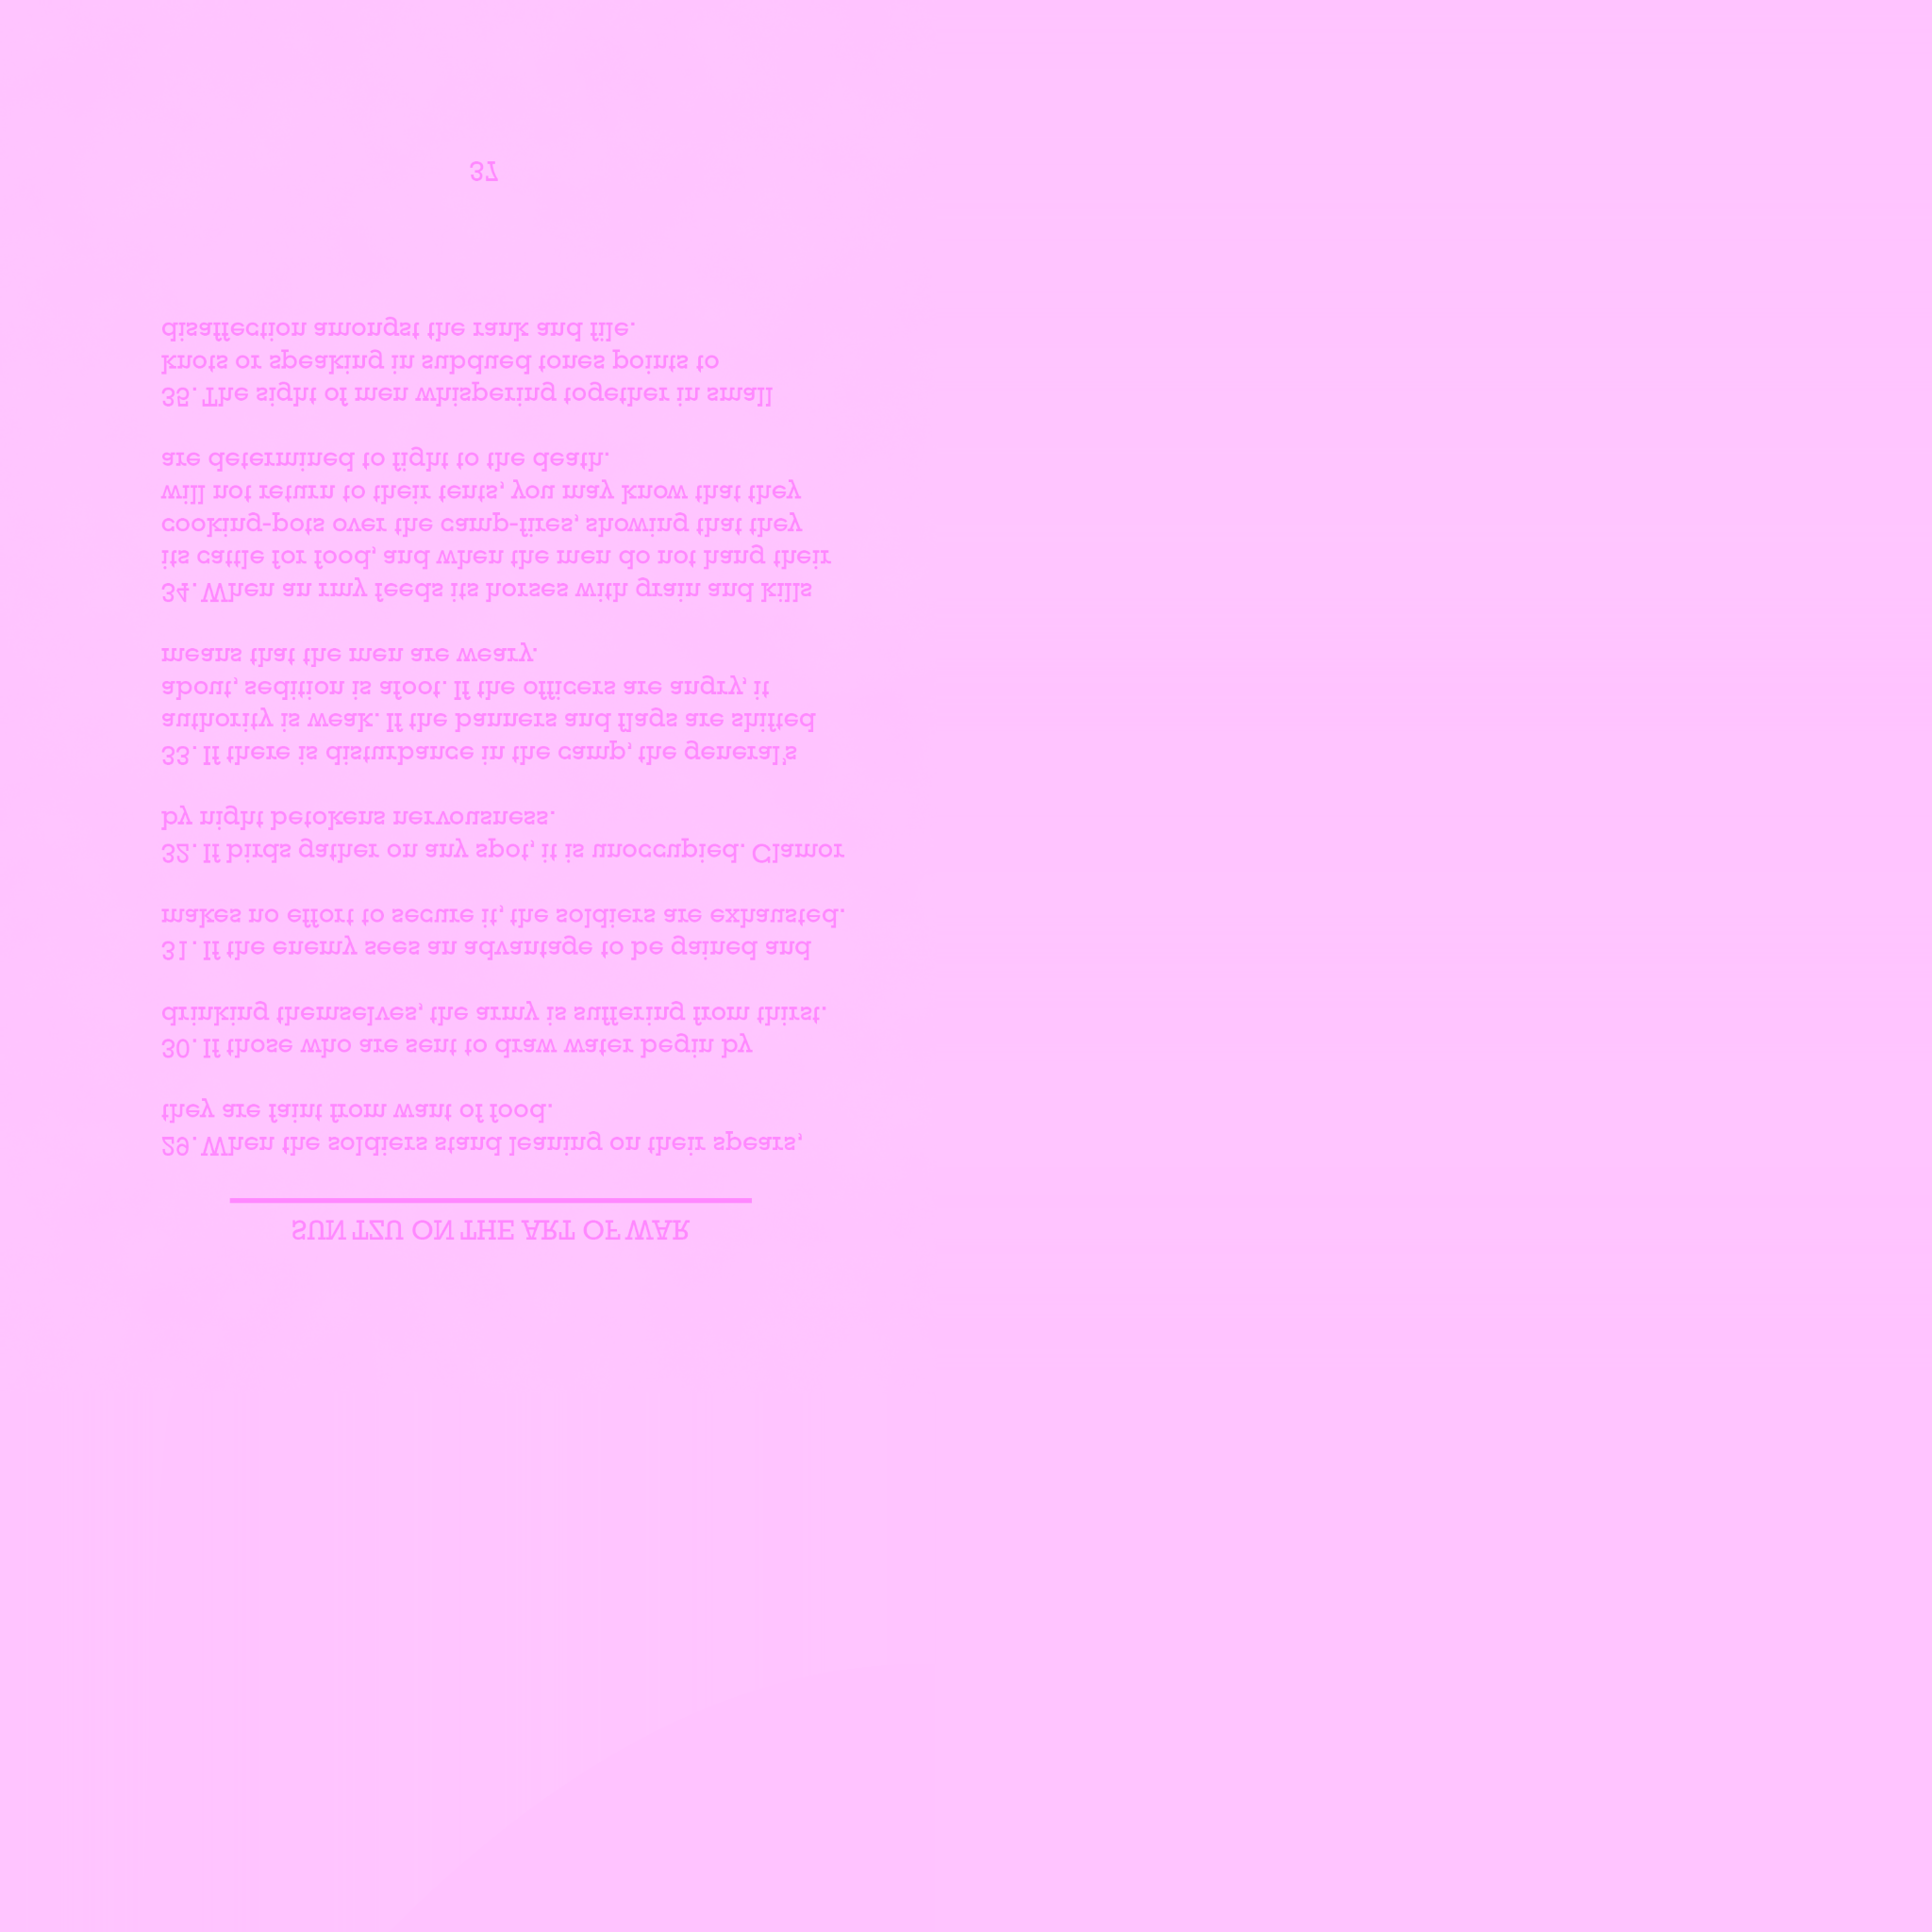 SUN TZU ON THE ART OF WAR
29. When the soldiers stand leaning on their spears,
they are faint from want of food.
30. If those who are sent to draw water begin by
drinking themselves, the army is suffering from thirst.
31. If the enemy sees an advantage to be gained and
makes no effort to secure it, the soldiers are exhausted.
32. If birds gather on any spot, it is unoccupied. Clamor
by night betokens nervousness.
33. If there is disturbance in the camp, the general's
authority is weak. If the banners and flags are shifted
about, sedition is afoot. If the officers are angry, it
means that the men are weary.
34. When an rmy feeds its horses with grain and kills
its cattle for food, and when the men do not hang their
cooking-pots over the camp-fires, showing that they
will not return to their tents, you may know that they
are determined to fight to the death.
35. The sight of men whispering together in small
knots or speaking in subdued tones points to
disaffection amongst the rank and file.
37